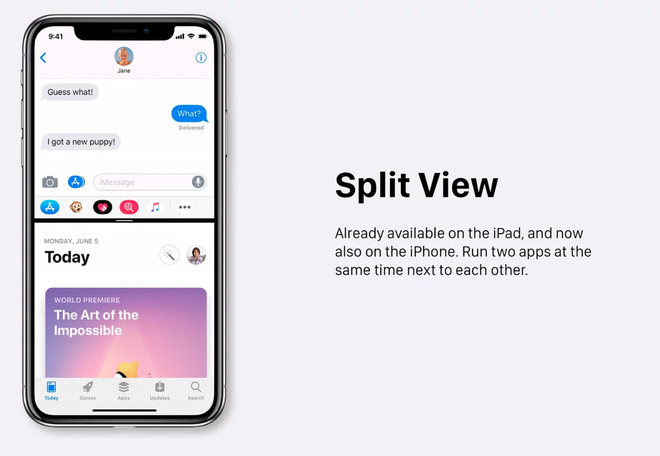 9:41
Jane
Guess what!
What?
Delivered
I got a new puppy!
iMessage
MONDAY, JUNE 5
Today
WORLD PREMIERE
The Art of the
Impossible
Today
Games
Apps
Updates
Search
Split View
Already available on the iPad, and now
also on the iPhone. Run two apps at the
same time next to each other.